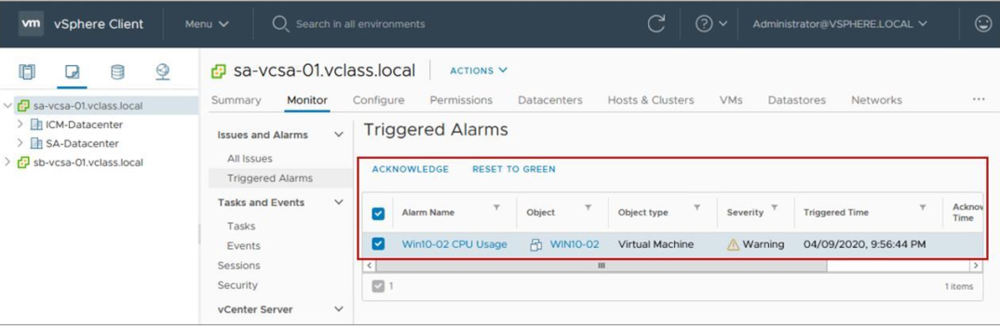 vm vSphere Client Menu Search in all environments Administrator@VSPHERE.LOCAL
sa-vcsa-01.vclass.local
ICM-Datacenter
SA-Datacenter
sb-vcsa-01.vclass.local
sa-vcsa-01.vclass.local ACTIONS
Summary Monitor Configure Permissions Datacenters Hosts & Clusters VMs Datastores Networks ...
Issues and Alarms
All Issues
Triggered Alarms
Tasks and Events
Tasks
Events
Sessions
Security
vCenter Server
Triggered Alarms
ACKNOWLEDGE RESET TO GREEN
Alarm Name Object Object type Severity Triggered Time Acknow
Time
Win10-02 CPU Usage WIN10-02 Virtual Machine Warning 04/09/2020, 9:56:44 PM
1 1 items